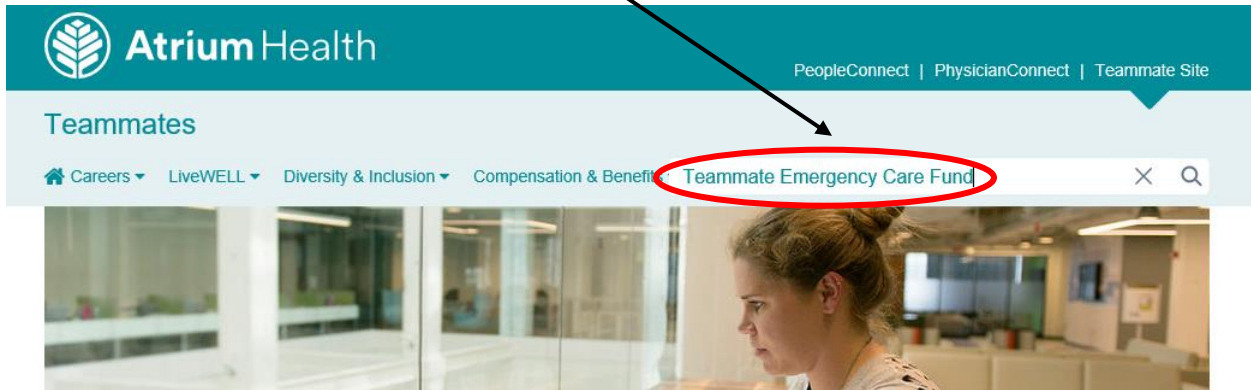 Atrium Health
PeopleConnect | PhysicianConnect | Teammate Site
Teammates
Careers LiveWELL Diversity & Inclusion Compensation & Benefits Teammate Emergency Care Fund